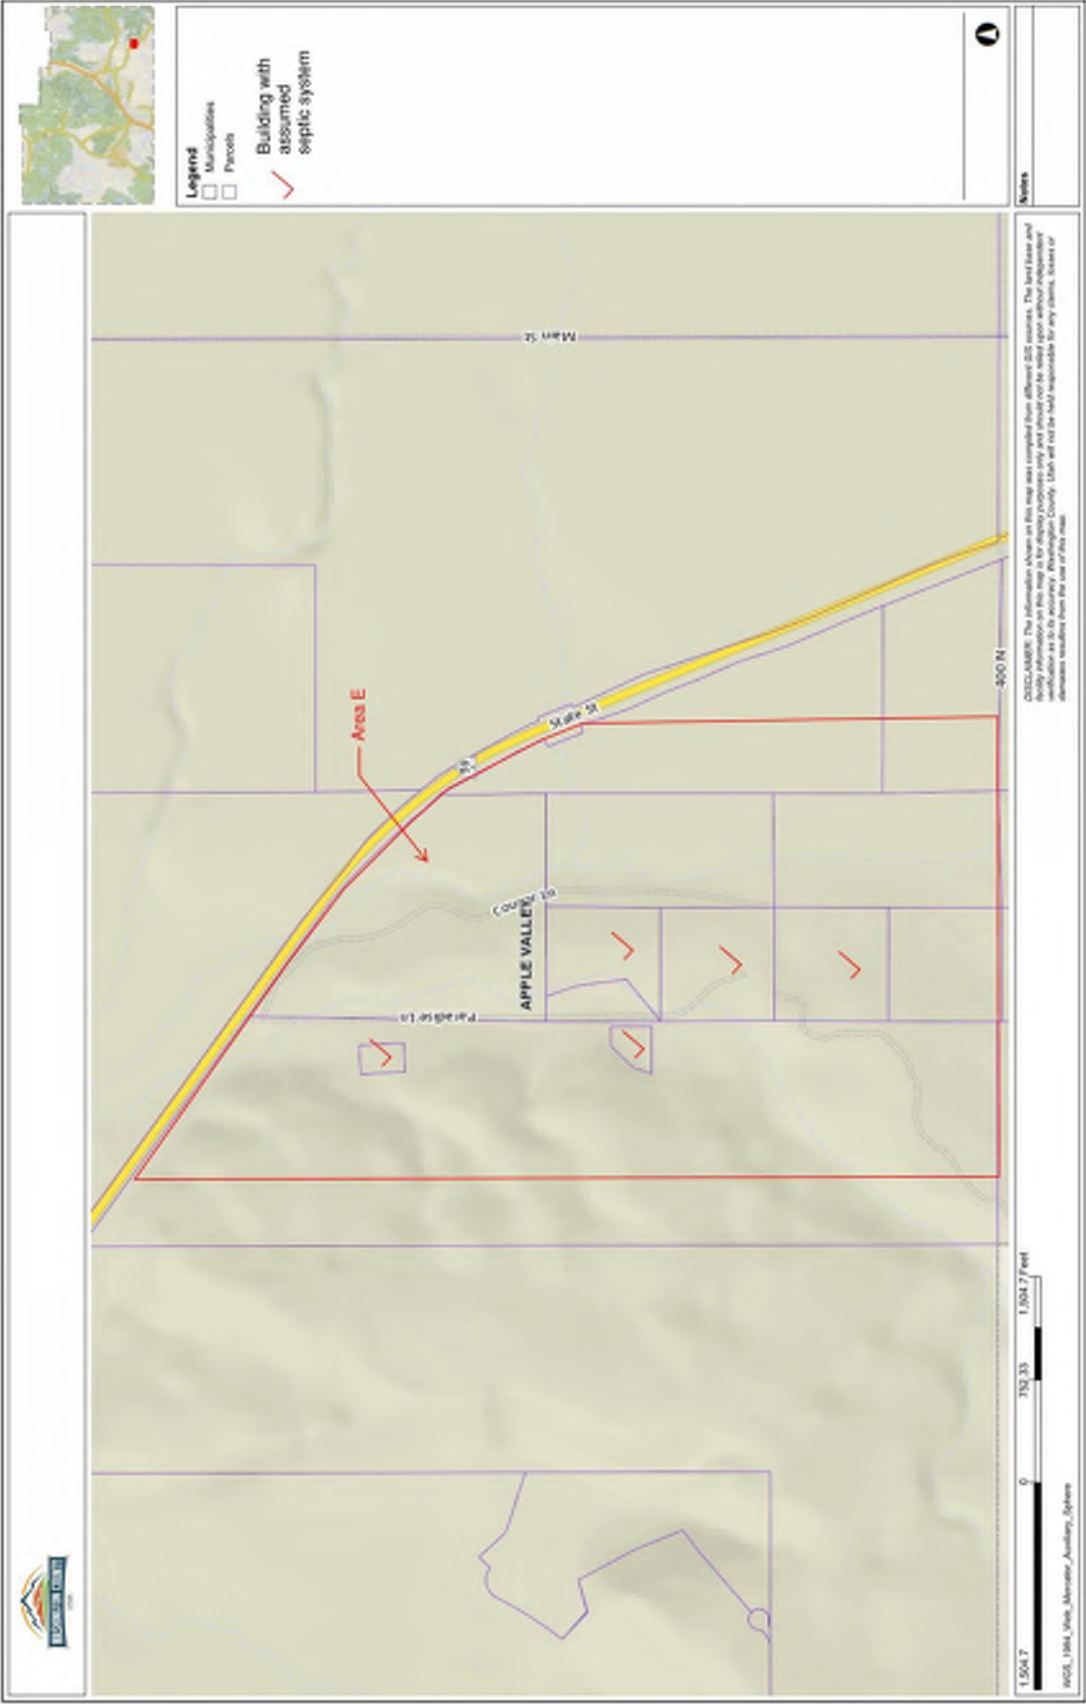 Legend
Municipalities
Parcels
Building with
assumed
septic system
Notes
Main St
Area E
State St
59
400 N
APPLE VALLEY
Paradise Ln
DISCLAIMER: The information shown on this map was compiled from different GIS sources. The land base and
facility information on this map is for display purposes only and should not be relied upon without independent
verification as to its accuracy. Washington County, Utah will not be held responsible for any claims, losses or
damages resulting from the use of this map.
1,504.7
0
752.33
1,504.7 Feet
WGS_1984_Web_Mercator_Auxiliary_Sphere
WASHINGTON COUNTY